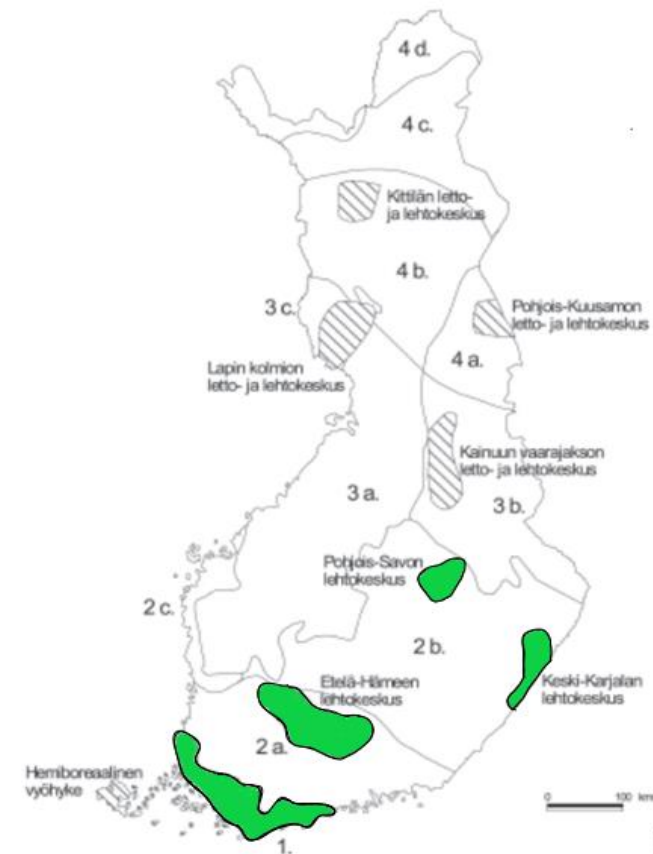 4 d.
4 c.
Kittilän letto-
ja lehtokeskus
4 b.
3 c.
Pohjois-Kuusamon
letto- ja lehtokeskus
4 a.
Lapin kolmion
letto- ja lehtokeskus
Kainuun vaarajakson
letto- ja lehtokeskus
3 a.
3 b.
Pohjois-Savon
lehtokeskus
2 c.
2 b.
Etelä-Hämeen
lehtokeskus
Keski-Karjalan
lehtokeskus
2 a.
Hemiboreaalinen
vyöhyke
0 100 km
1.